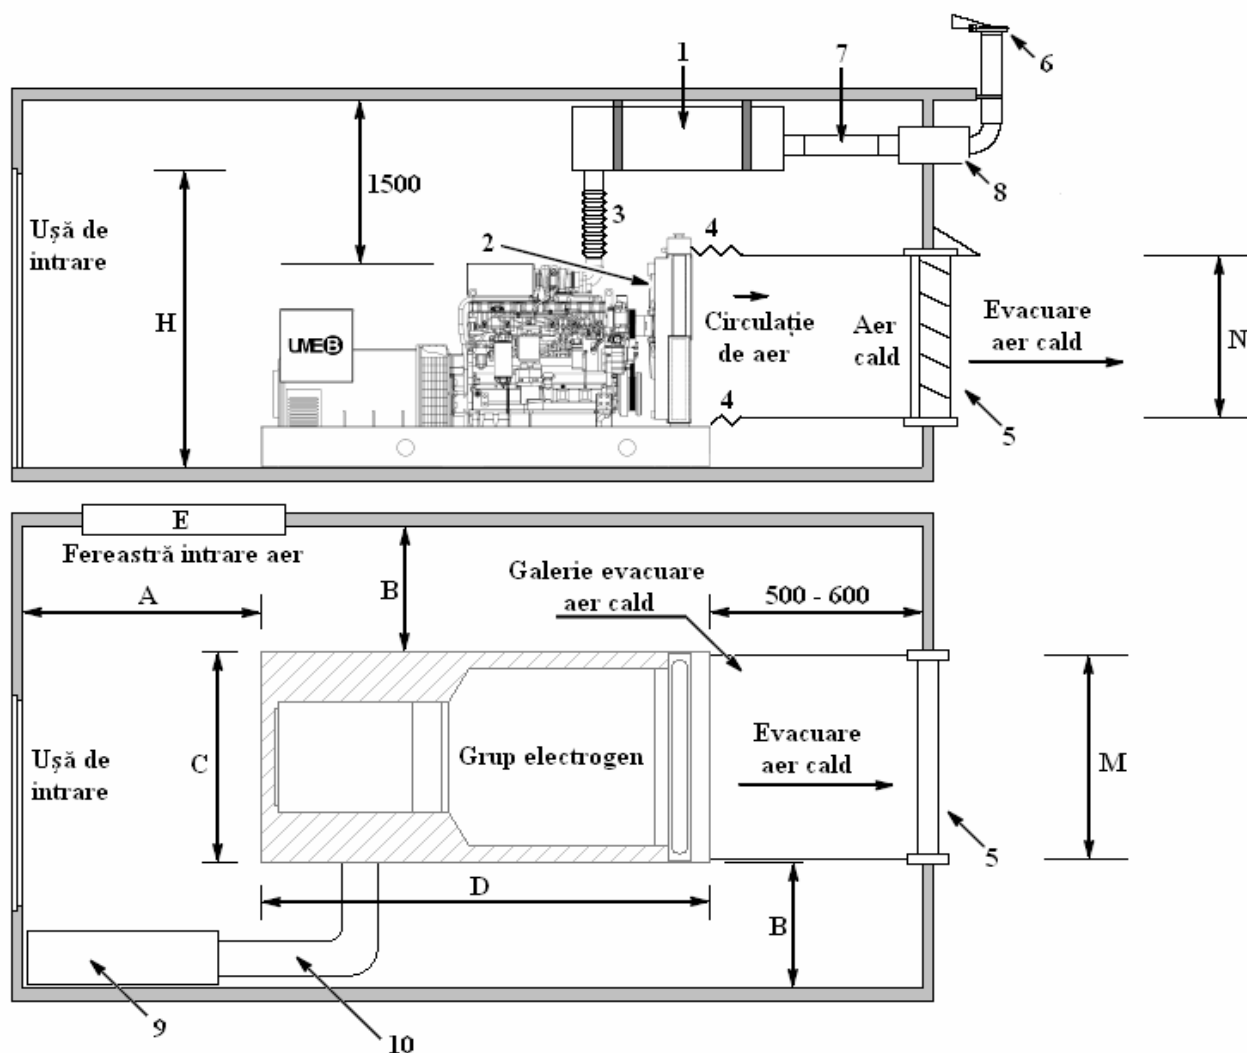 6
1
7
8
1500
3
4
2
Ușă de
intrare
H
UMEB
Circulație
de aer
Aer
cald
Evacuare
aer cald
N
4
5
E
Fereastră intrare aer
A
B
Galerie evacuare
aer cald
500 - 600
Ușă de
intrare
C
Grup electrogen
Evacuare
aer cald
M
5
D
B
9
10